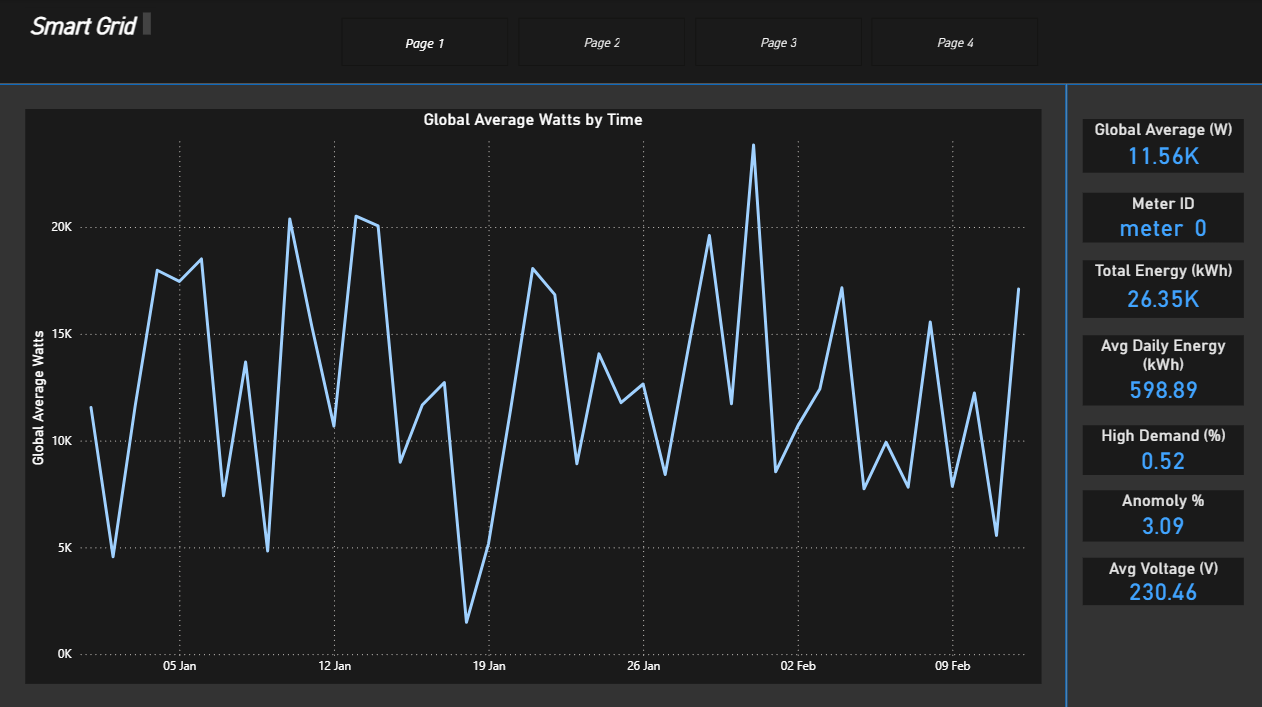 Smart Grid
Page 1
Page 2
Page 3
Page 4
Global Average Watts by Time
Global Average Watts
20K
15K
10K
5K
0K
05 Jan
12 Jan
19 Jan
26 Jan
02 Feb
09 Feb
Global Average (W)
11.56K
Meter ID
meter 0
Total Energy (kWh)
26.35K
Avg Daily Energy
(kWh)
598.89
High Demand (%)
0.52
Anomoly %
3.09
Avg Voltage (V)
230.46